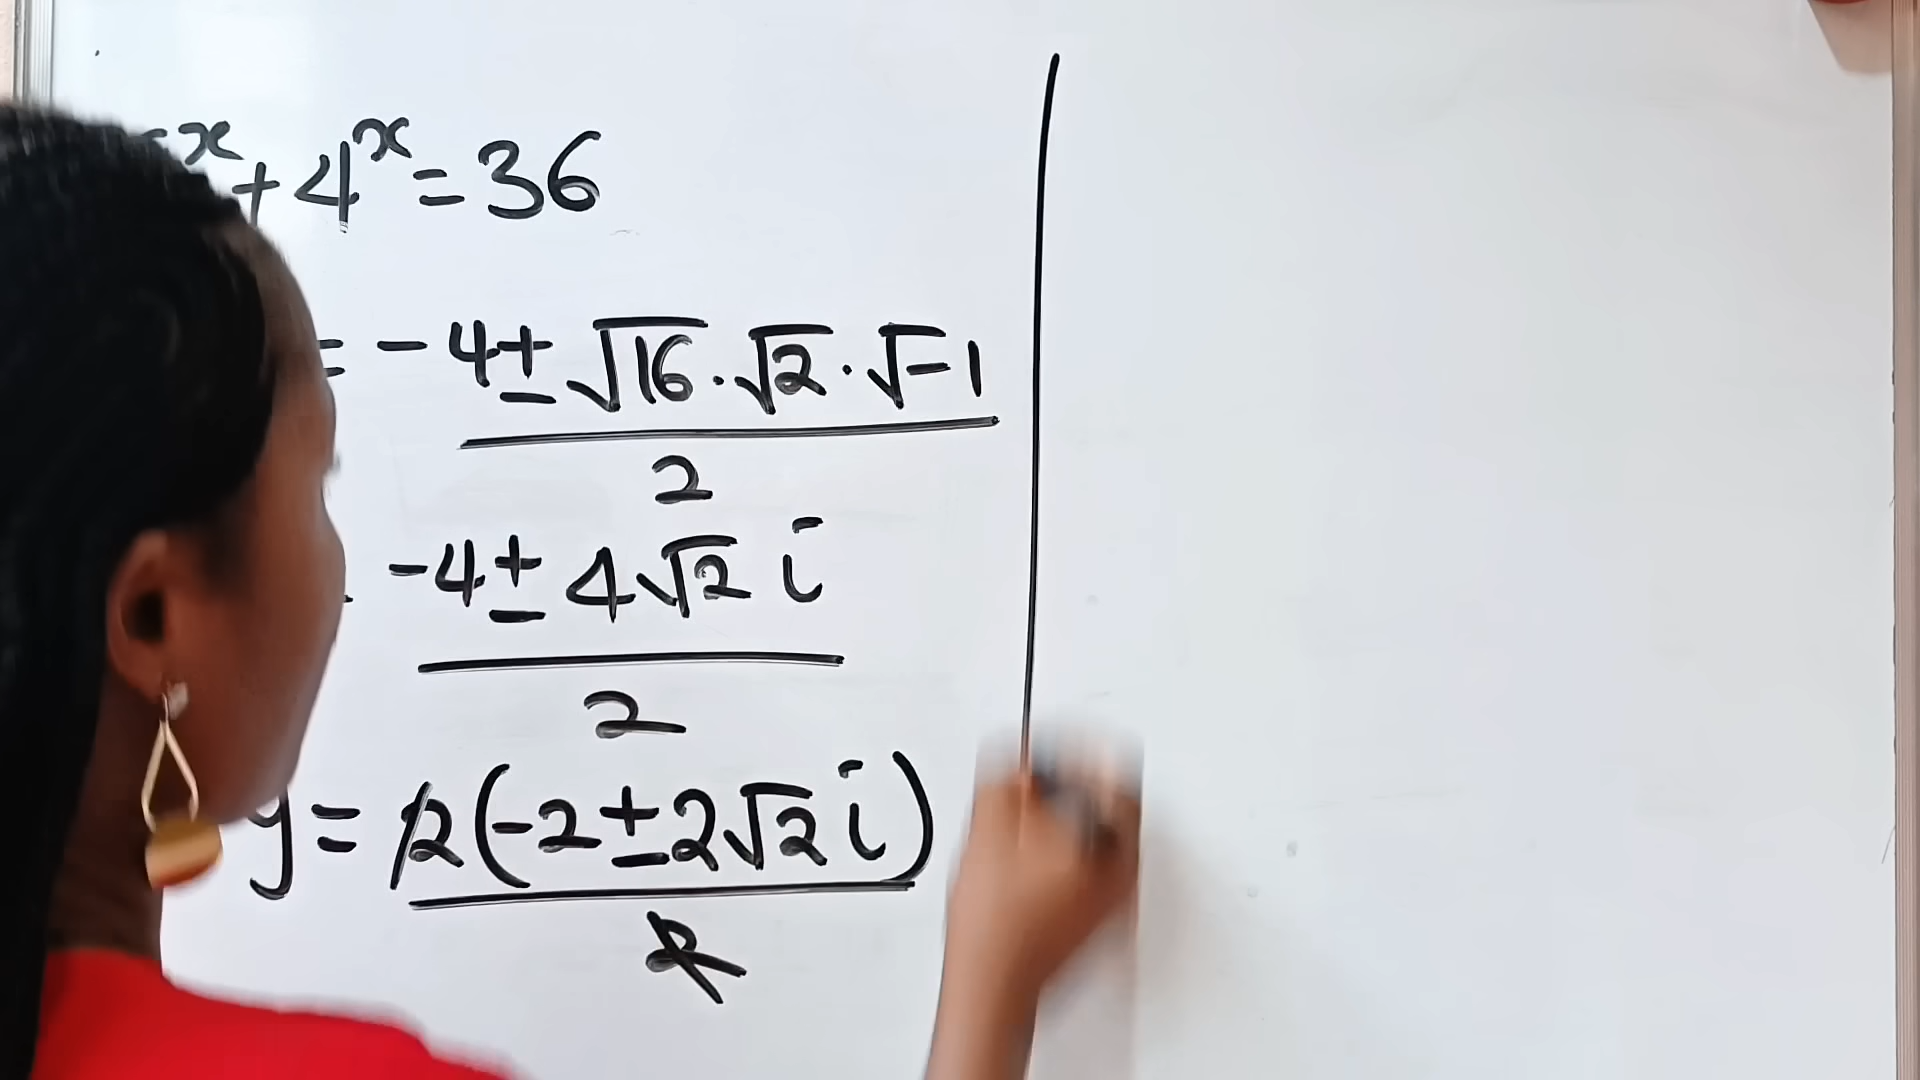 x + 4^x = 36
= -4 ± √16 · √2 · √-1
2
-4 ± 4√2 i
2
y = 2(-2 ± 2√2 i)
2